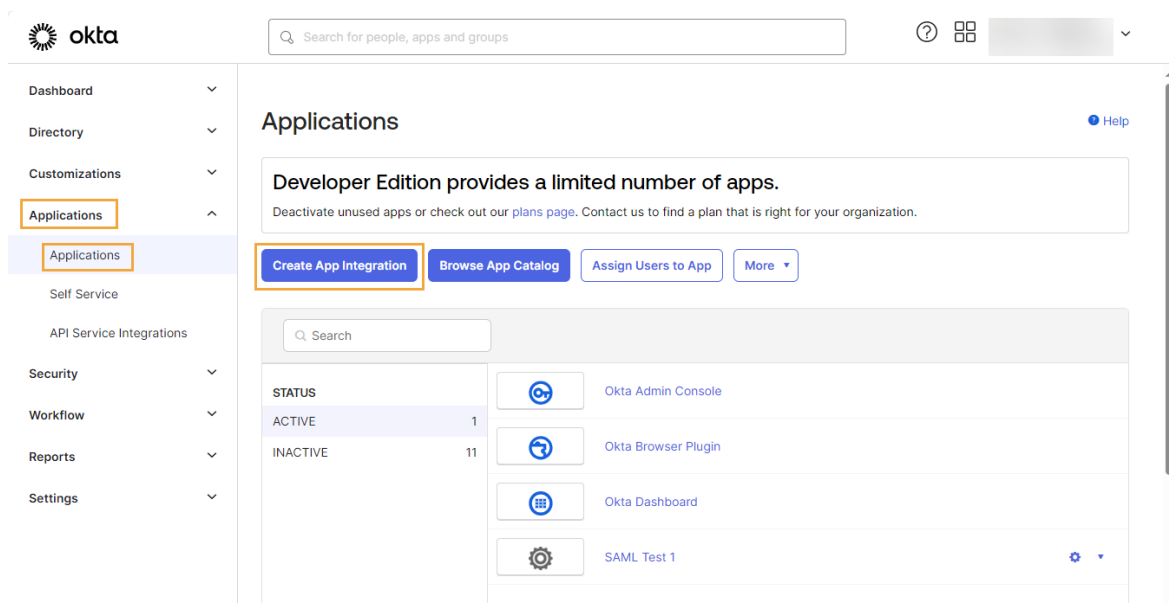 okta
Search for people, apps and groups
Dashboard
Directory
Customizations
Applications
Applications
Self Service
API Service Integrations
Security
Workflow
Reports
Settings
Applications
Help
Developer Edition provides a limited number of apps.
Deactivate unused apps or check out our plans page. Contact us to find a plan that is right for your organization.
Create App Integration Browse App Catalog Assign Users to App More
Search
STATUS
ACTIVE 1
INACTIVE 11
Okta Admin Console
Okta Browser Plugin
Okta Dashboard
SAML Test 1